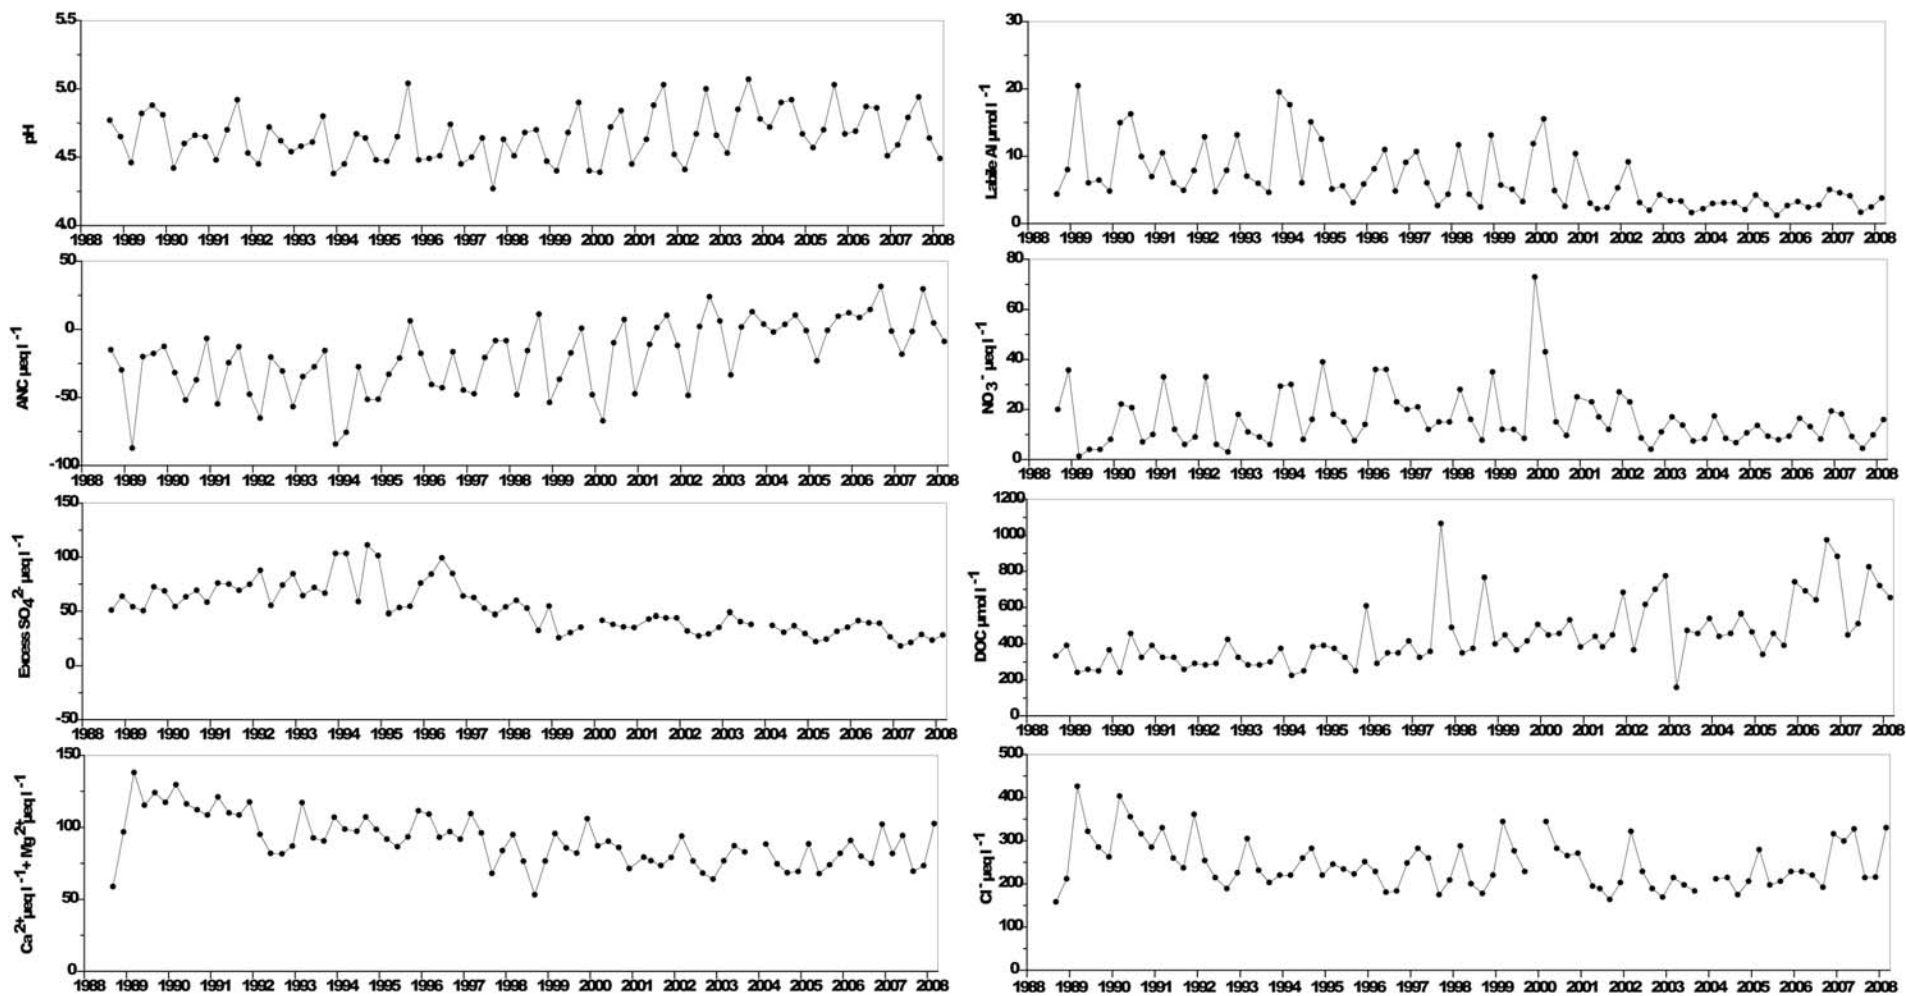 5.5
5.0
4.5
4.0
pH
1988 1989 1990 1991 1992 1993 1994 1995 1996 1997 1998 1999 2000 2001 2002 2003 2004 2005 2006 2007 2008
30
20
10
0
Labile Al µmol l⁻¹
1988 1989 1990 1991 1992 1993 1994 1995 1996 1997 1998 1999 2000 2001 2002 2003 2004 2005 2006 2007 2008
50
0
-50
-100
ANC µeq l⁻¹
1988 1989 1990 1991 1992 1993 1994 1995 1996 1997 1998 1999 2000 2001 2002 2003 2004 2005 2006 2007 2008
80
60
40
20
0
NO₃⁻ µeq l⁻¹
1988 1989 1990 1991 1992 1993 1994 1995 1996 1997 1998 1999 2000 2001 2002 2003 2004 2005 2006 2007 2008
150
100
50
0
-50
Excess SO₄²⁻ µeq l⁻¹
1988 1989 1990 1991 1992 1993 1994 1995 1996 1997 1998 1999 2000 2001 2002 2003 2004 2005 2006 2007 2008
1200
1000
800
600
400
200
0
DOC µmol l⁻¹
1988 1989 1990 1991 1992 1993 1994 1995 1996 1997 1998 1999 2000 2001 2002 2003 2004 2005 2006 2007 2008
150
100
50
0
Ca²⁺µeq l⁻¹+ Mg²⁺µeq l⁻¹
1988 1989 1990 1991 1992 1993 1994 1995 1996 1997 1998 1999 2000 2001 2002 2003 2004 2005 2006 2007 2008
500
400
300
200
100
0
Cl⁻µeq l⁻¹
1988 1989 1990 1991 1992 1993 1994 1995 1996 1997 1998 1999 2000 2001 2002 2003 2004 2005 2006 2007 2008